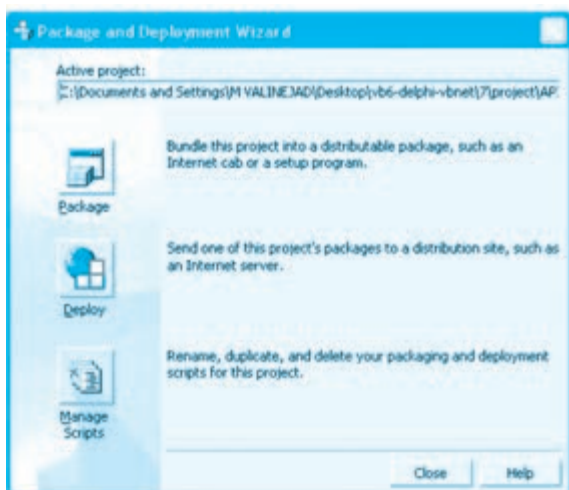 Package and Deployment Wizard
Active project:
C:\Documents and Settings\M VALINEJAD\Desktop\vb6-delphi-vbnet\7\project\AP
Bundle this project into a distributable package, such as an
Internet cab or a setup program.
Package
Send one of this project's packages to a distribution site, such as
an Internet server.
Deploy
Rename, duplicate, and delete your packaging and deployment
scripts for this project.
Manage
Scripts
Close
Help